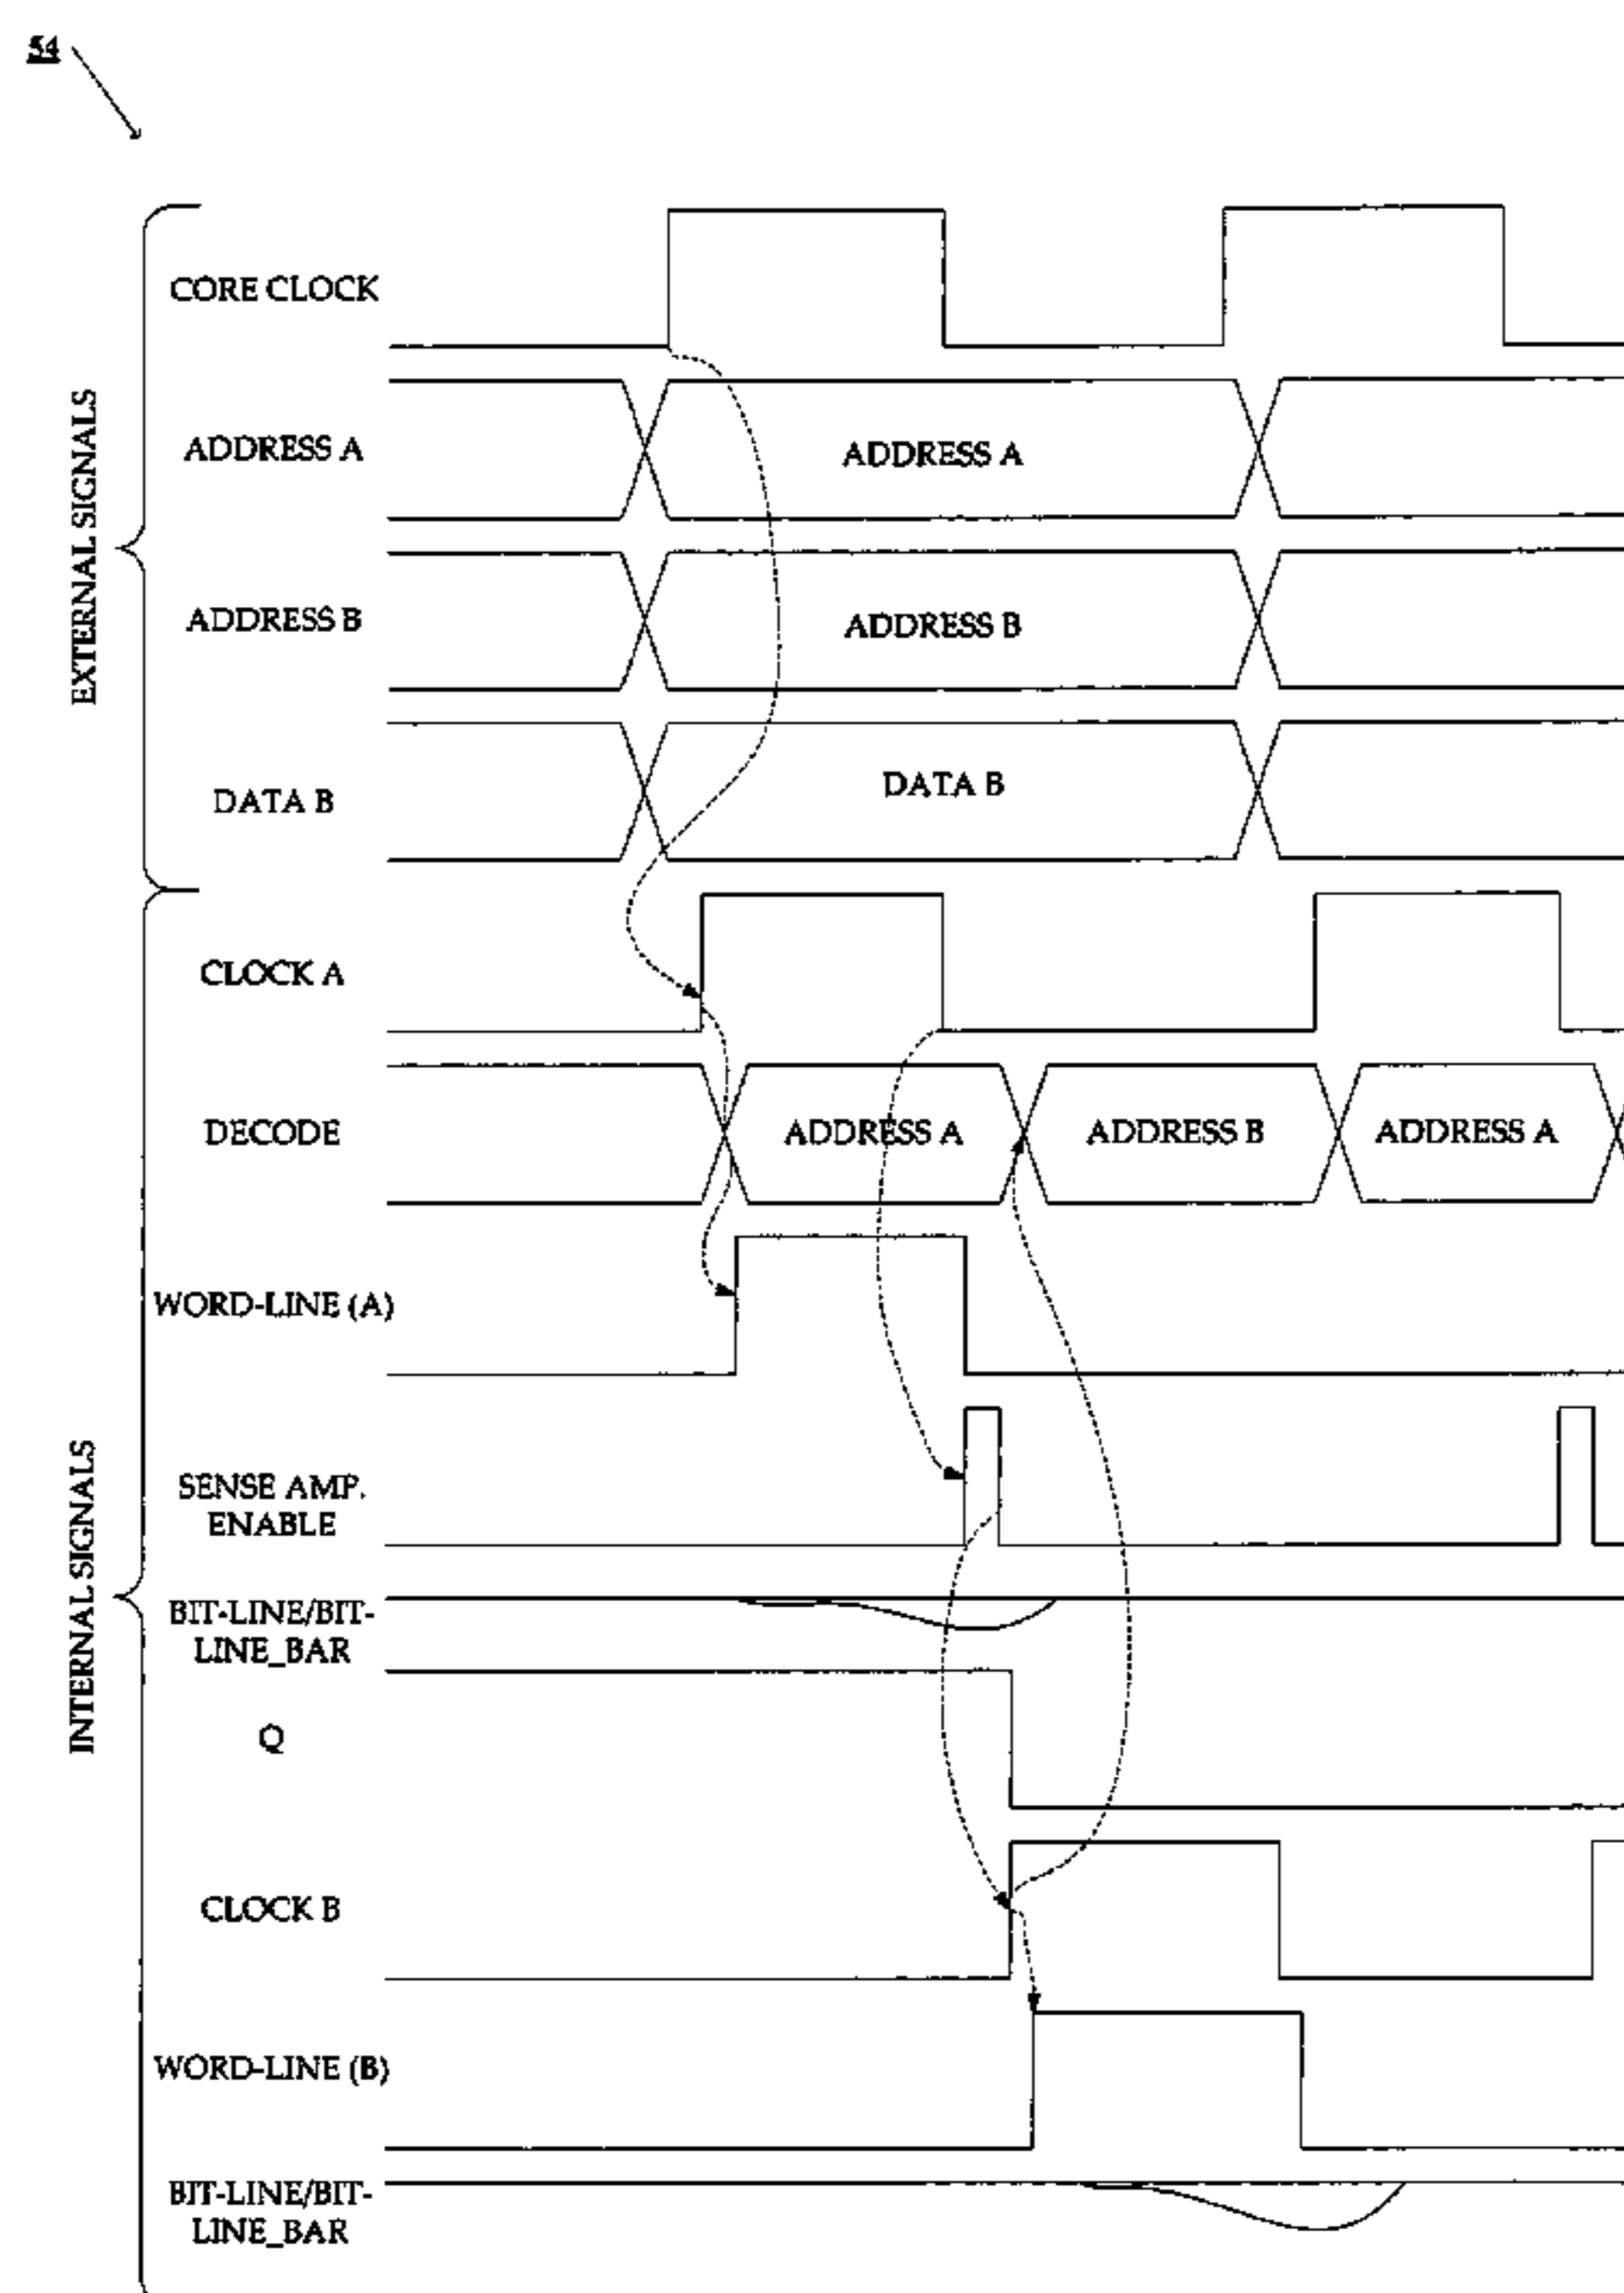 54
EXTERNAL SIGNALS
CORE CLOCK
ADDRESS A
ADDRESS A
ADDRESS B
ADDRESS B
DATA B
DATA B
INTERNAL SIGNALS
CLOCK A
DECODE
ADDRESS A
ADDRESS B
ADDRESS A
WORD-LINE (A)
SENSE AMP.
ENABLE
BIT-LINE/BIT-
LINE_BAR
Q
CLOCK B
WORD-LINE (B)
BIT-LINE/BIT-
LINE_BAR